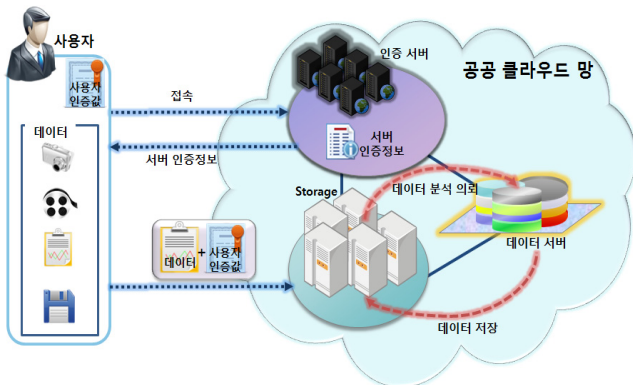 사용자
인증 서버
공공 클라우드 망
사용자
인증값
접속
데이터
서버
인증정보
서버 인증정보
Storage
데이터 분석 의뢰
데이터 + 사용자
인증값
데이터 서버
데이터 저장